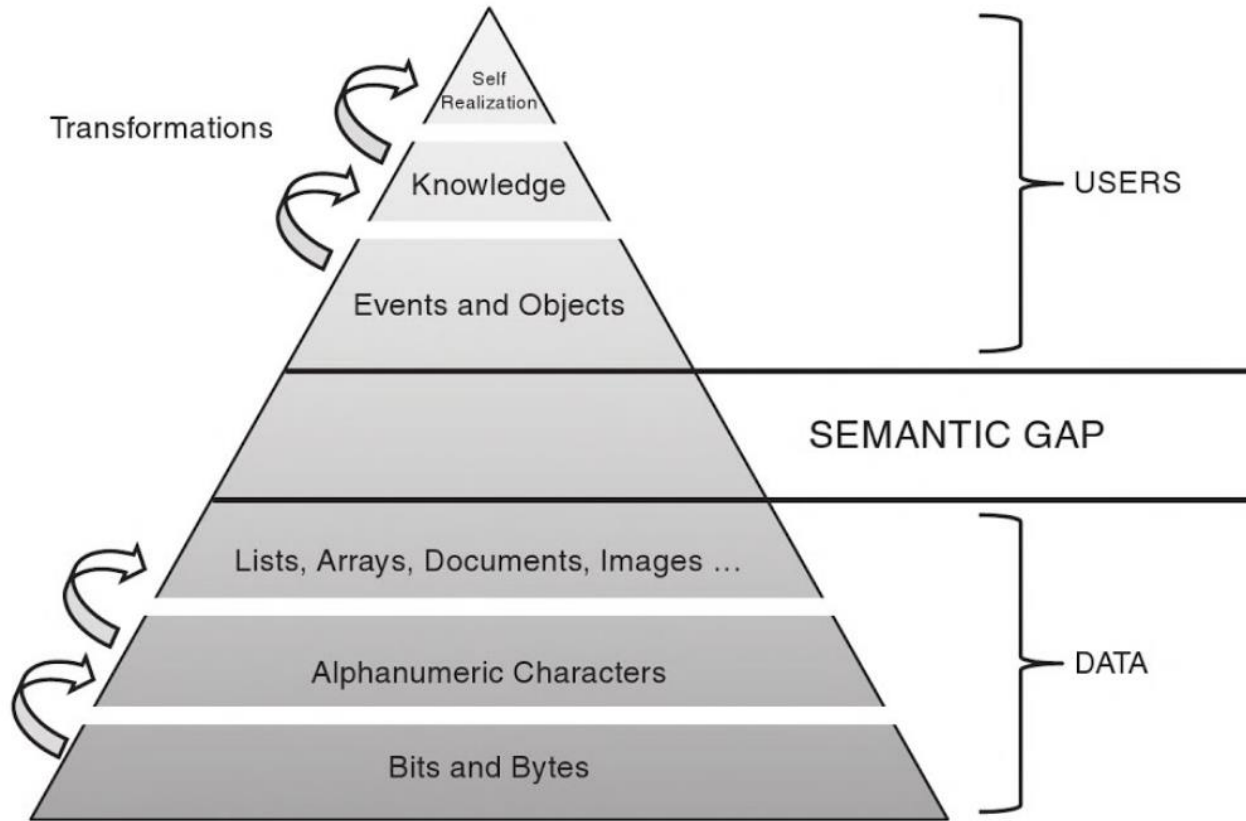 Self
Realization
Transformations
Knowledge
USERS
Events and Objects
SEMANTIC GAP
Lists, Arrays, Documents, Images ...
Alphanumeric Characters
DATA
Bits and Bytes